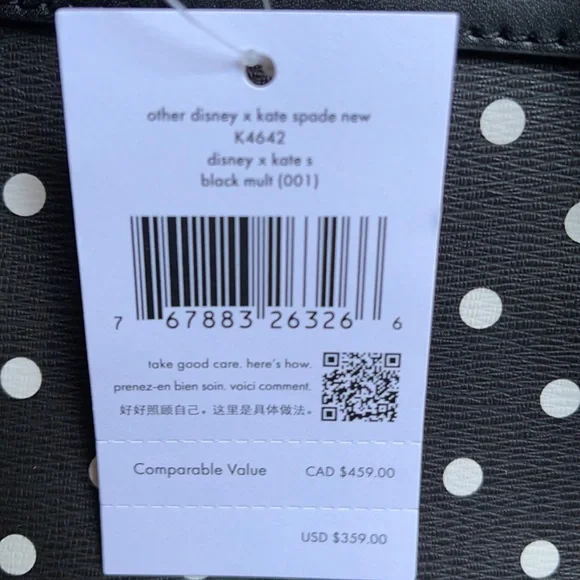 other disney x kate spade new
K4642
disney x kate s
black mult (001)
7 67883 26326 6
take good care. here's how.
prenez-en bien soin. voici comment.
好好照顾自己。这里是具体做法。
Comparable Value CAD $459.00
USD $359.00